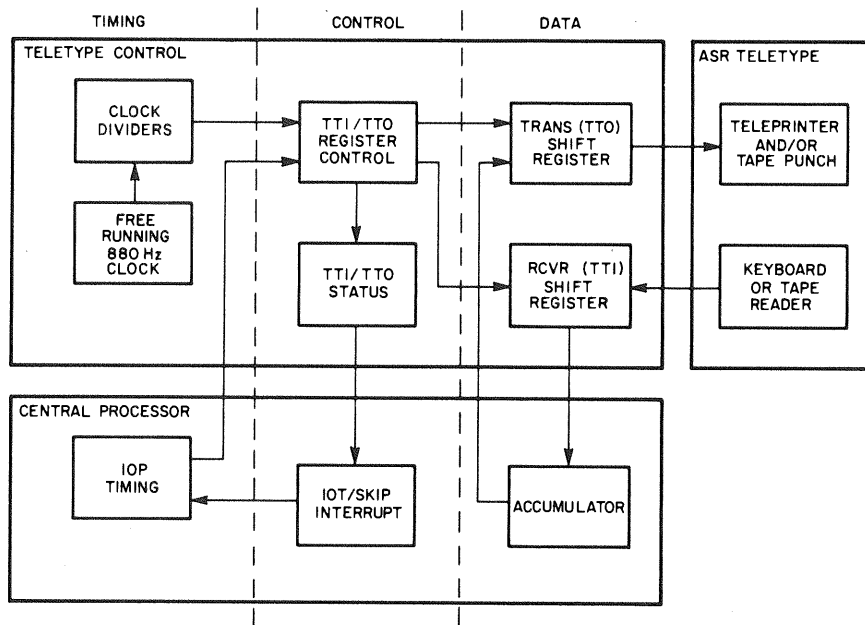 TIMING
CONTROL
DATA
TELETYPE CONTROL
ASR TELETYPE
CLOCK
DIVIDERS
TTI/TTO
REGISTER
CONTROL
TRANS (TTO)
SHIFT
REGISTER
TELEPRINTER
AND/OR
TAPE PUNCH
FREE
RUNNING
880 Hz
CLOCK
TTI/TTO
STATUS
RCVR (TTI)
SHIFT
REGISTER
KEYBOARD
OR TAPE
READER
CENTRAL PROCESSOR
IOP
TIMING
IOT/SKIP
INTERRUPT
ACCUMULATOR